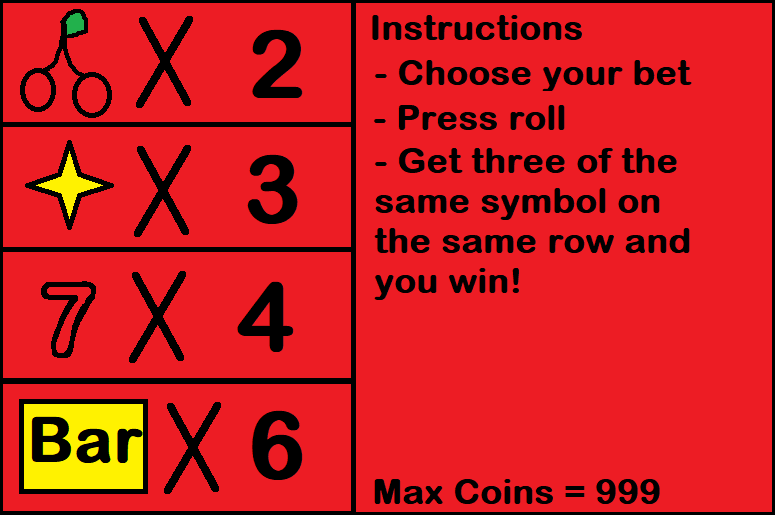 X 2
X 3
7 X 4
Bar X 6
Instructions
- Choose your bet
- Press roll
- Get three of the
same symbol on
the same row and
you win!
Max Coins = 999